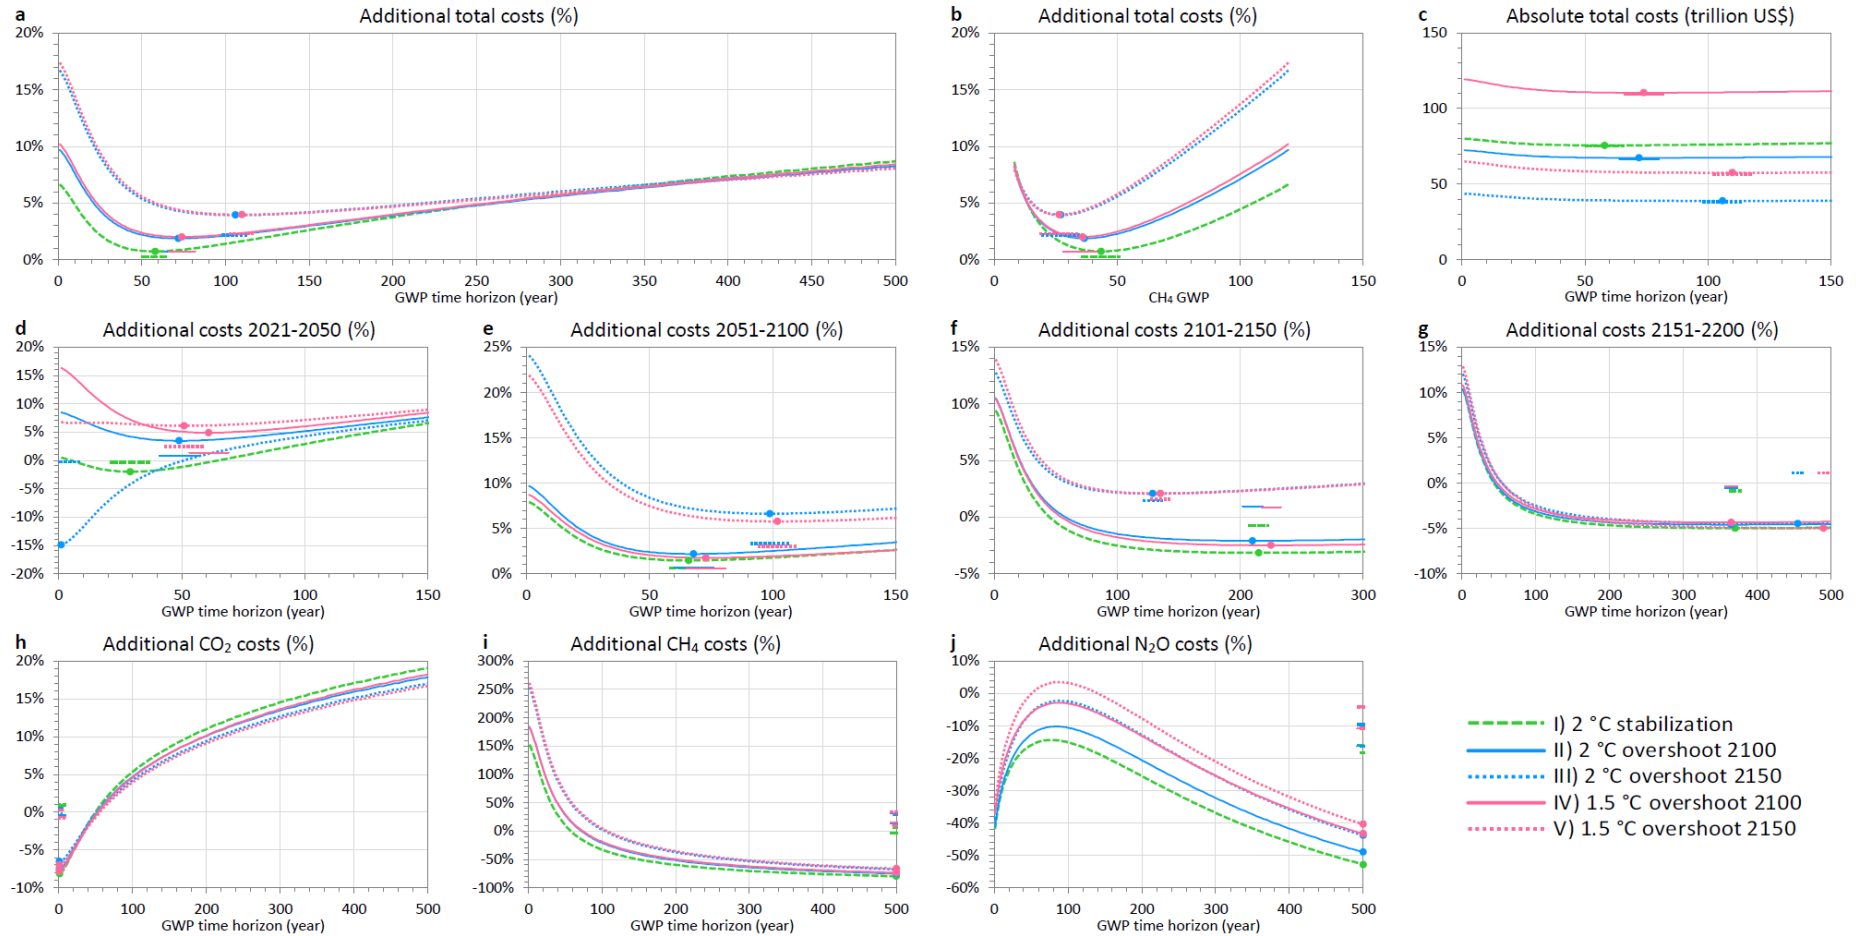 a Additional total costs (%)
20%
15%
10%
5%
0%
0 50 100 150 200 250 300 350 400 450 500
GWP time horizon (year)
b Additional total costs (%)
20%
15%
10%
5%
0%
0 50 100 150
CH₄ GWP
c Absolute total costs (trillion US$)
150
100
50
0
0 50 100 150
GWP time horizon (year)
d Additional costs 2021-2050 (%)
20%
15%
10%
5%
0%
-5%
-10%
-15%
-20%
0 50 100 150
GWP time horizon (year)
e Additional costs 2051-2100 (%)
25%
20%
15%
10%
5%
0%
0 50 100 150
GWP time horizon (year)
f Additional costs 2101-2150 (%)
15%
10%
5%
0%
-5%
0 100 200 300
GWP time horizon (year)
g Additional costs 2151-2200 (%)
15%
10%
5%
0%
-5%
-10%
0 100 200 300 400 500
GWP time horizon (year)
h Additional CO₂ costs (%)
20%
15%
10%
5%
0%
-5%
-10%
0 100 200 300 400 500
GWP time horizon (year)
i Additional CH₄ costs (%)
300%
250%
200%
150%
100%
50%
0%
-50%
-100%
0 100 200 300 400 500
GWP time horizon (year)
j Additional N₂O costs (%)
10%
0%
-10%
-20%
-30%
-40%
-50%
-60%
0 100 200 300 400 500
GWP time horizon (year)
I) 2 °C stabilization
II) 2 °C overshoot 2100
III) 2 °C overshoot 2150
IV) 1.5 °C overshoot 2100
V) 1.5 °C overshoot 2150